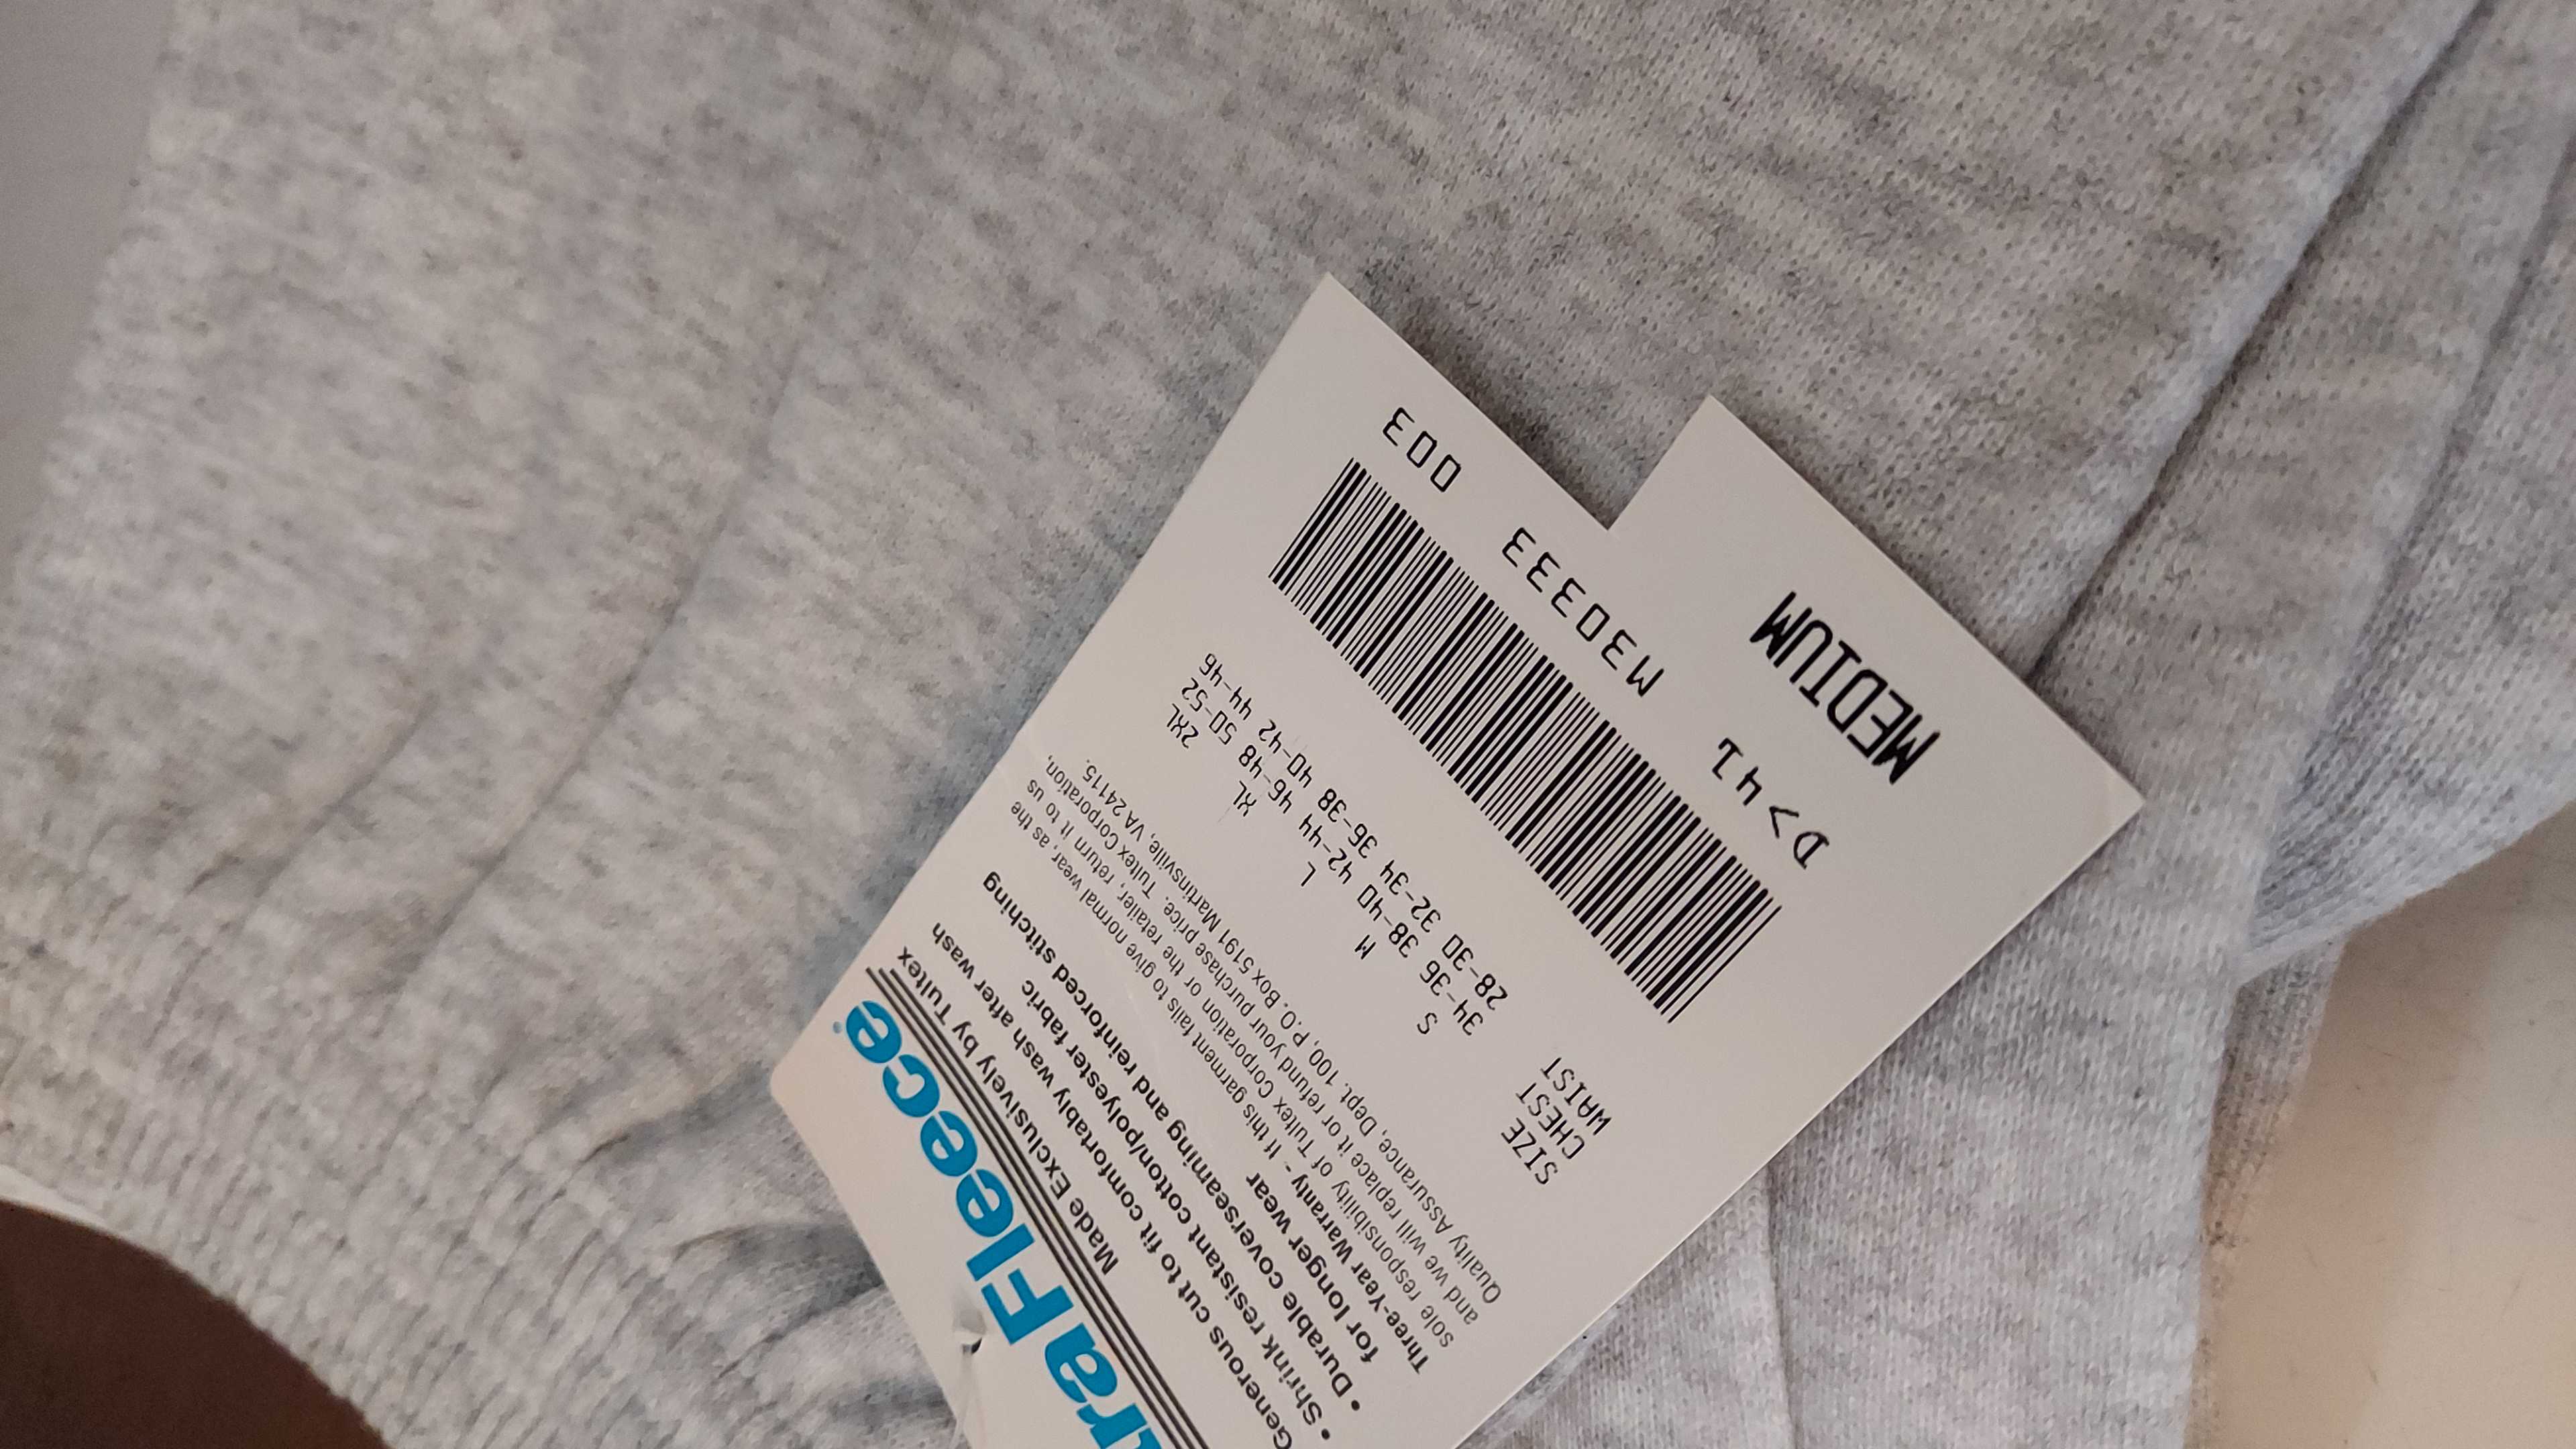 raFleece®
Made Exclusively by Tultex
Generous cut to fit comfortably wash after wash
• Shrink resistant cotton/polyester fabric
• Durable coverseaming and reinforced stitching
for longer wear
Three-Year Warranty - If this garment fails to give normal wear, as the
sole responsibility of Tultex Corporation or the retailer, return it to us
and we will replace it or refund your purchase price. Tultex Corporation,
Quality Assurance, Dept. 100, P.O. Box 5191 Martinsville, VA 24115.
SIZE S M L XL 2XL
CHEST 34-36 38-40 42-44 46-48 50-52
WAIST 28-30 32-34 36-38 40-42 44-46
D>41 M30333 003
MEDIUM